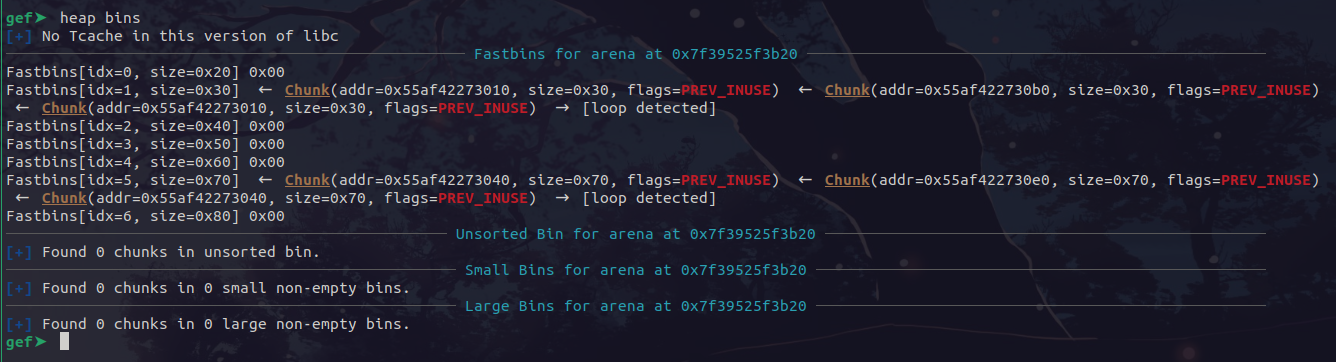 gef➤  heap bins
[+] No Tcache in this version of libc
Fastbins for arena at 0x7f39525f3b20
Fastbins[idx=0, size=0x20] 0x00
Fastbins[idx=1, size=0x30]  ←  Chunk(addr=0x55af42273010, size=0x30, flags=PREV_INUSE)  ←  Chunk(addr=0x55af422730b0, size=0x30, flags=PREV_INUSE)
 ←  Chunk(addr=0x55af42273010, size=0x30, flags=PREV_INUSE)  →  [loop detected]
Fastbins[idx=2, size=0x40] 0x00
Fastbins[idx=3, size=0x50] 0x00
Fastbins[idx=4, size=0x60] 0x00
Fastbins[idx=5, size=0x70]  ←  Chunk(addr=0x55af42273040, size=0x70, flags=PREV_INUSE)  ←  Chunk(addr=0x55af422730e0, size=0x70, flags=PREV_INUSE)
 ←  Chunk(addr=0x55af42273040, size=0x70, flags=PREV_INUSE)  →  [loop detected]
Fastbins[idx=6, size=0x80] 0x00
Unsorted Bin for arena at 0x7f39525f3b20
[+] Found 0 chunks in unsorted bin.
Small Bins for arena at 0x7f39525f3b20
[+] Found 0 chunks in 0 small non-empty bins.
Large Bins for arena at 0x7f39525f3b20
[+] Found 0 chunks in 0 large non-empty bins.
gef➤